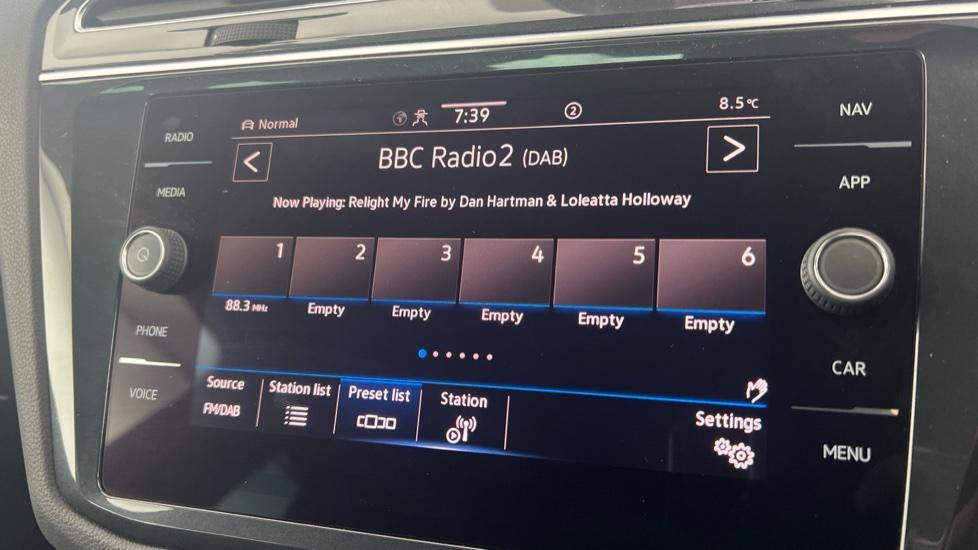 RADIO
MEDIA
PHONE
VOICE
Normal
7:39
2
8.5°C
BBC Radio2 (DAB)
Now Playing: Relight My Fire by Dan Hartman & Loleatta Holloway
1 2 3 4 5 6
88.3 MHz Empty Empty Empty Empty Empty
Source Station list Preset list Station Settings
FM/DAB
NAV
APP
CAR
MENU